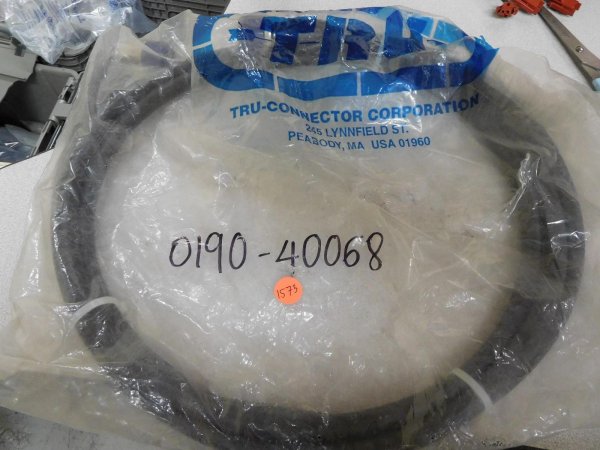 TRU
TRU-CONNECTOR CORPORATION
245 LYNNFIELD ST.
PEABODY, MA USA 01960
0190-40068
1573